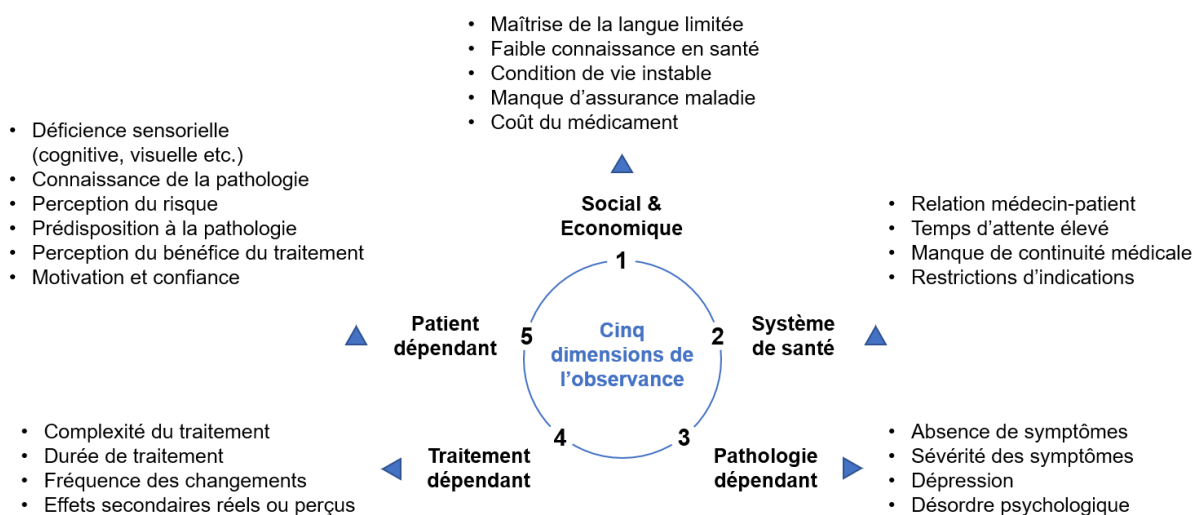 • Maîtrise de la langue limitée
• Faible connaissance en santé
• Condition de vie instable
• Manque d'assurance maladie
• Coût du médicament
Social &
Economique
1
• Relation médecin-patient
• Temps d'attente élevé
• Manque de continuité médicale
• Restrictions d'indications
2
Système
de santé
• Absence de symptômes
• Sévérité des symptômes
• Dépression
• Désordre psychologique
3
Pathologie
dépendant
• Complexité du traitement
• Durée de traitement
• Fréquence des changements
• Effets secondaires réels ou perçus
4
Traitement
dépendant
• Déficience sensorielle
(cognitive, visuelle etc.)
• Connaissance de la pathologie
• Perception du risque
• Prédisposition à la pathologie
• Perception du bénéfice du traitement
• Motivation et confiance
5
Patient
dépendant
Cinq
dimensions de
l'observance